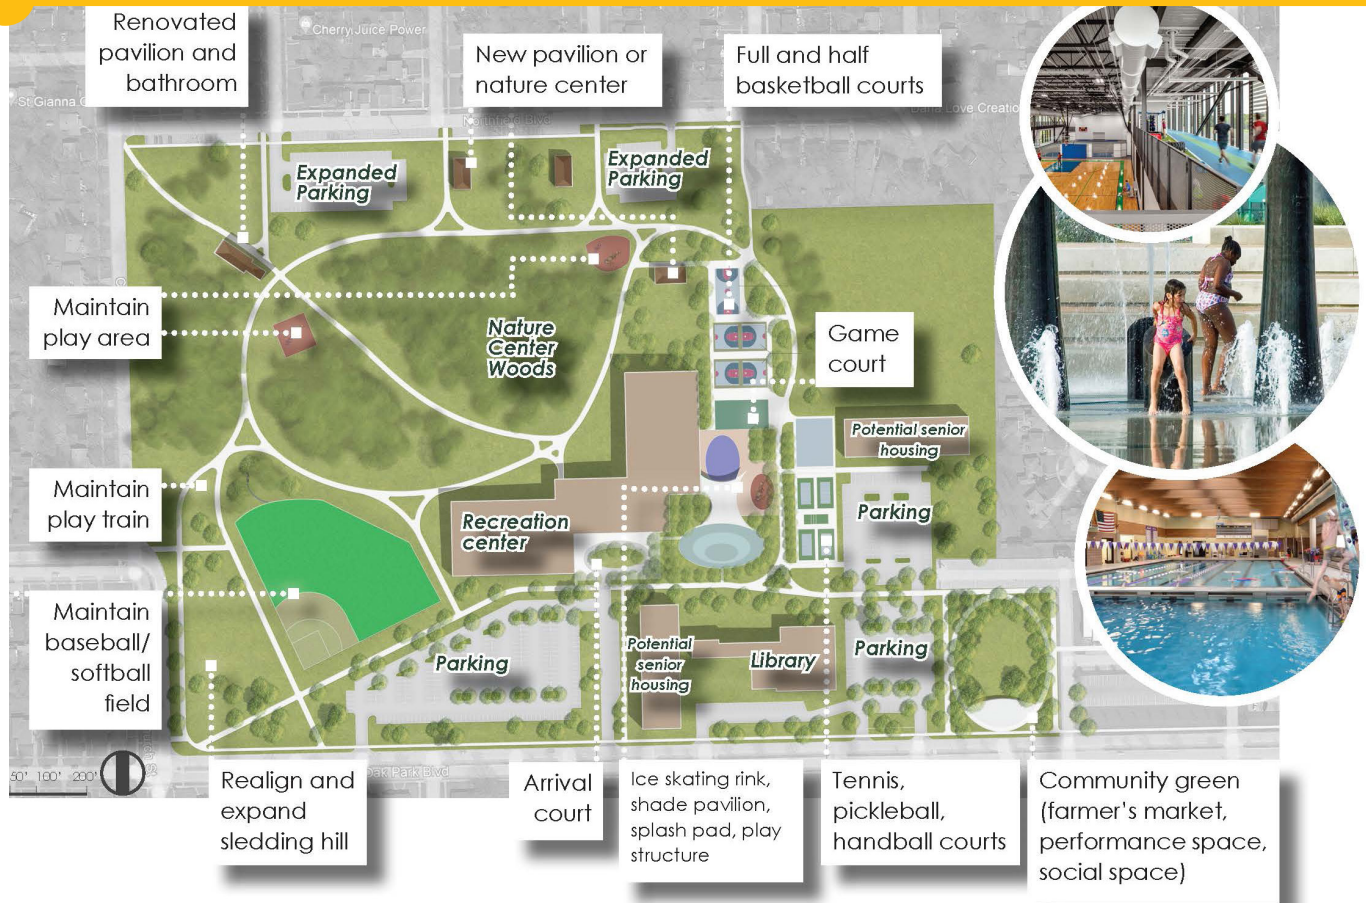 Renovated
pavilion and
bathroom
Cherry Juice Power
New pavilion or
nature center
Full and half
basketball courts
St Gianna
Love Creatio
Blvd
Expanded
Parking
Expanded
Parking
Maintain
play area
Nature
Center
Woods
Game
court
Potential senior
housing
Maintain
play train
Recreation
center
Parking
Maintain
baseball/
softball
field
Parking
Potential
senior
housing
Library
Parking
50' 100' 200'
Oak Park Blvd
Realign and
expand
sledding hill
Arrival
court
Ice skating rink,
shade pavilion,
splash pad, play
structure
Tennis,
pickleball,
handball courts
Community green
(farmer's market,
performance space,
social space)